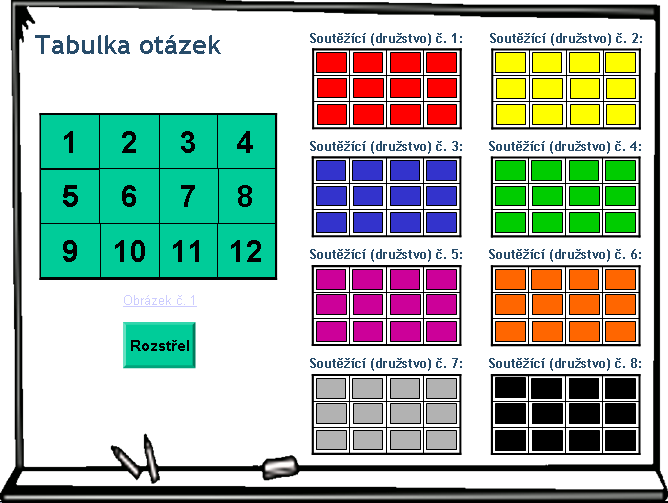 Tabulka otázek
1 2 3 4
5 6 7 8
9 10 11 12
Obrázek č. 1
Rozstřel
Soutěžící (družstvo) č. 1:
Soutěžící (družstvo) č. 2:
Soutěžící (družstvo) č. 3:
Soutěžící (družstvo) č. 4:
Soutěžící (družstvo) č. 5:
Soutěžící (družstvo) č. 6:
Soutěžící (družstvo) č. 7:
Soutěžící (družstvo) č. 8: